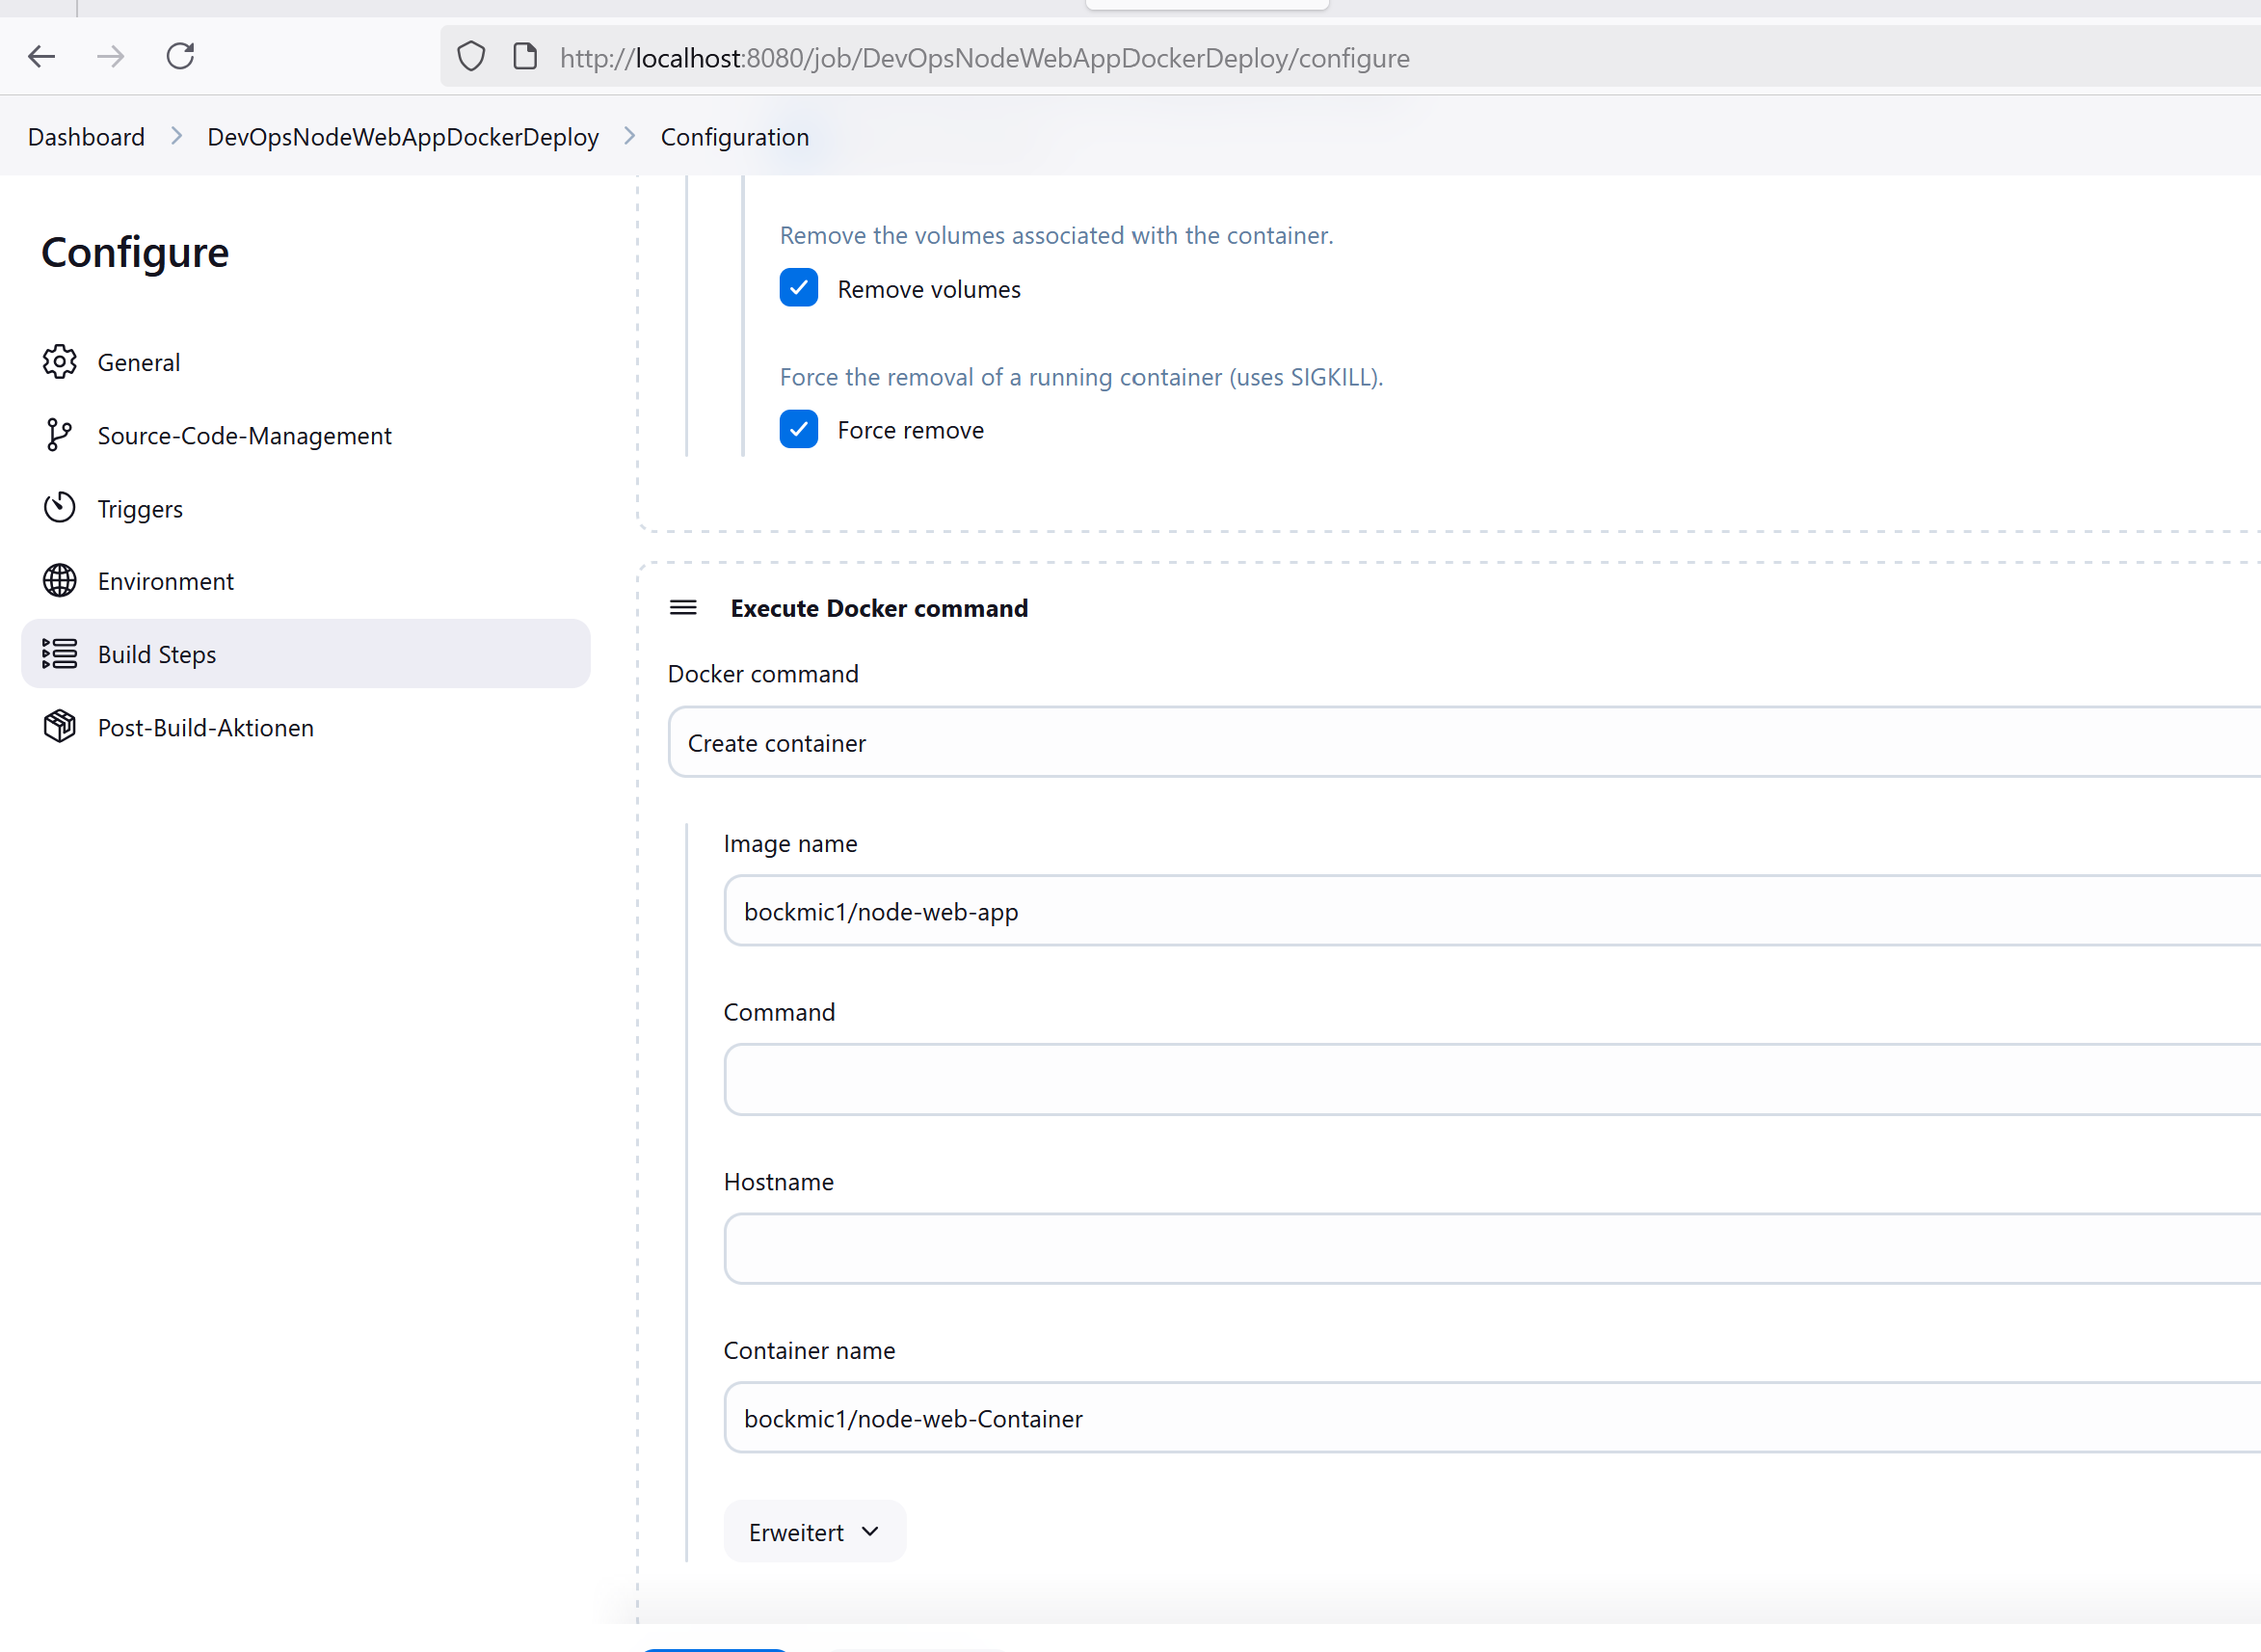 http://localhost:8080/job/DevOpsNodeWebAppDockerDeploy/configure
Dashboard > DevOpsNodeWebAppDockerDeploy > Configuration
Configure
General
Source-Code-Management
Triggers
Environment
Build Steps
Post-Build-Aktionen
Remove the volumes associated with the container.
Remove volumes
Force the removal of a running container (uses SIGKILL).
Force remove
Execute Docker command
Docker command
Create container
Image name
bockmic1/node-web-app
Command
Hostname
Container name
bockmic1/node-web-Container
Erweitert